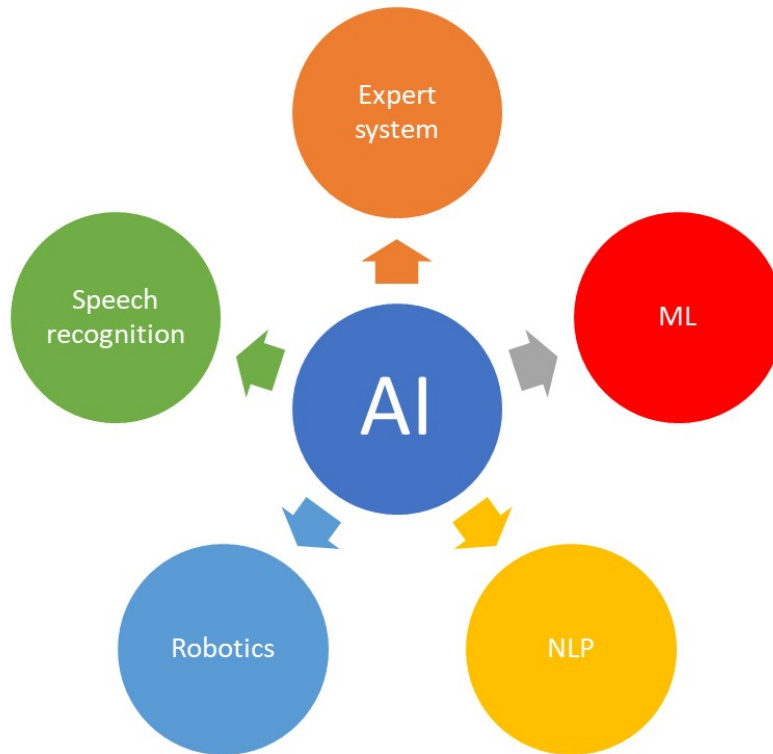 Expert
system
Speech
recognition
ML
AI
Robotics
NLP